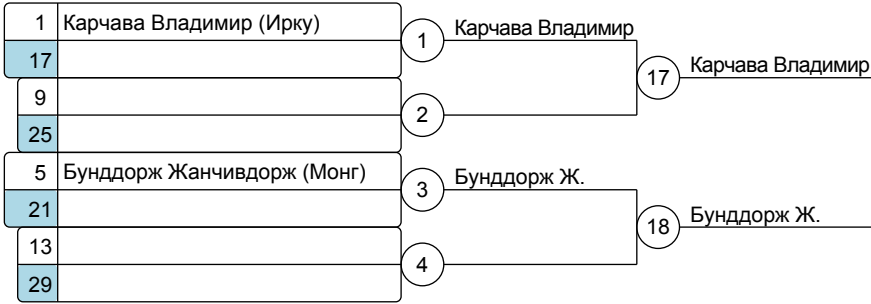 1 Карчава Владимир (Ирку)
17
1 Карчава Владимир
17 Карчава Владимир
9
25
2
5 Бунддорж Жанчивдорж (Монг)
21
3 Бунддорж Ж.
18 Бунддорж Ж.
13
29
4